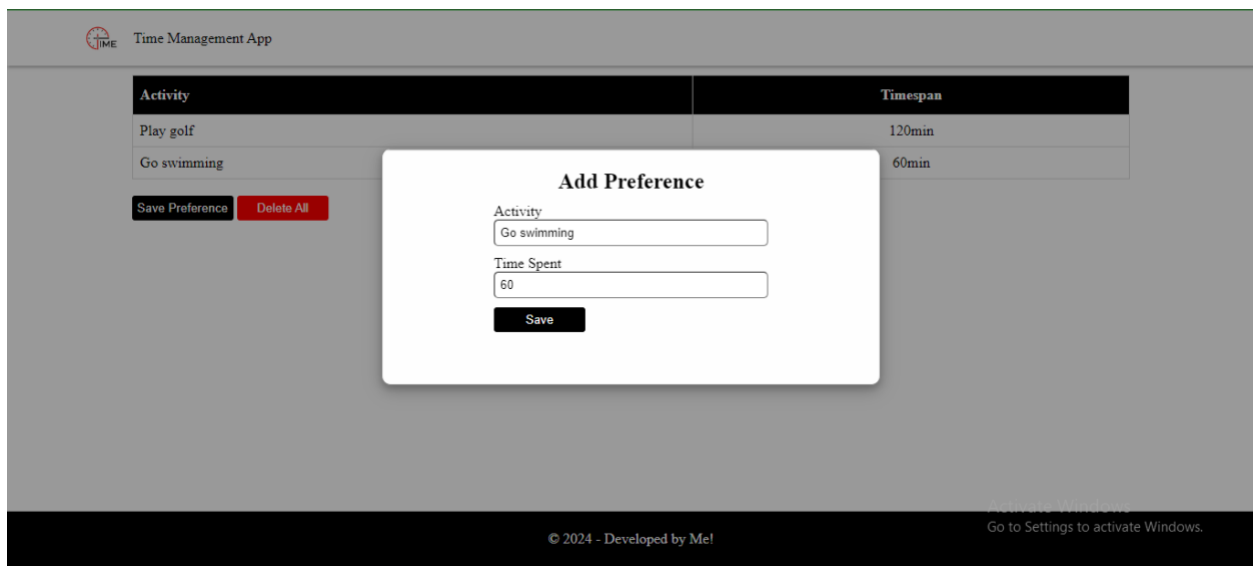 TIME Time Management App
Activity Timespan
Play golf 120min
Go swimming 60min
Save Preference Delete All
Add Preference
Activity
Go swimming
Time Spent
60
Save
© 2024 - Developed by Me!
Activate Windows
Go to Settings to activate Windows.